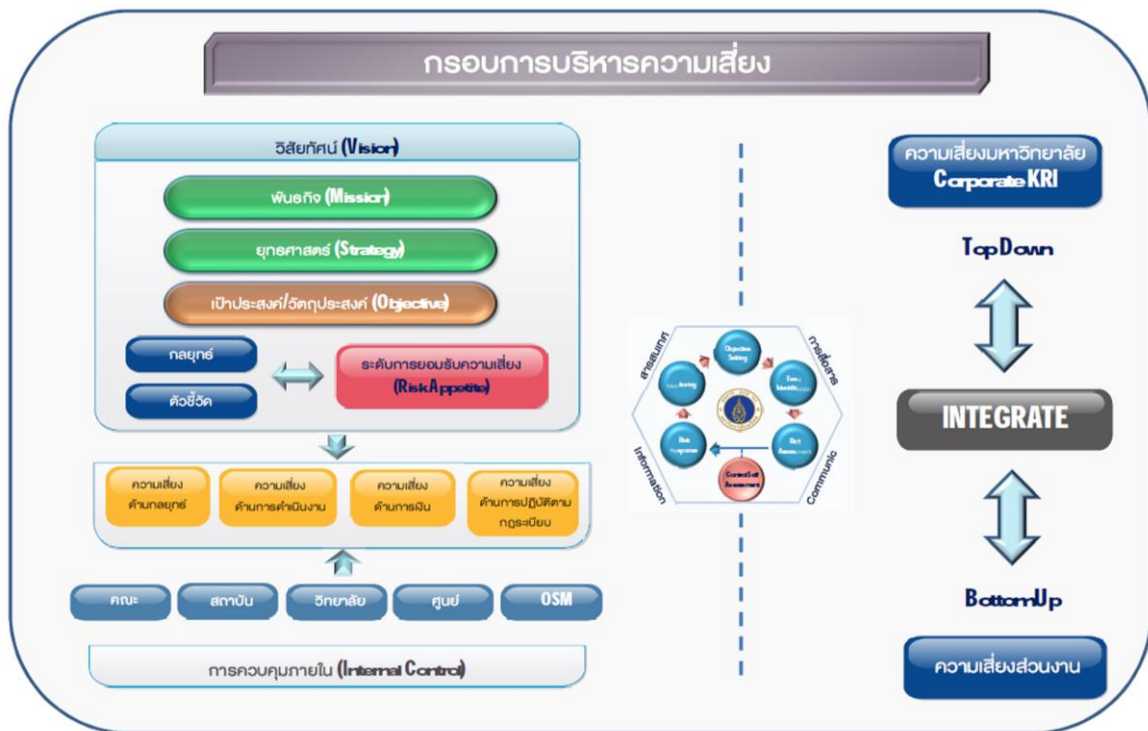 กรอบการบริหารความเสี่ยง
วิสัยทัศน์ (Vision)
พันธกิจ (Mission)
ยุทธศาสตร์ (Strategy)
เป้าประสงค์/วัตถุประสงค์ (Objective)
กลยุทธ์
ตัวชี้วัด
ระดับการยอมรับความเสี่ยง
(Risk Appetite)
ความเสี่ยง
ด้านกลยุทธ์
ความเสี่ยง
ด้านการดำเนินงาน
ความเสี่ยง
ด้านการเงิน
ความเสี่ยง
ด้านการปฏิบัติตาม
กฎระเบียบ
คณะ
สถาบัน
วิทยาลัย
ศูนย์
OSM
การควบคุมภายใน (Internal Control)
สารสนเทศ
การสื่อสาร
Information
Communic
Objective
Setting
Event
Identification
Risk
Assessment
Risk
Response
Monitoring
Assessment
ความเสี่ยงมหาวิทยาลัย
Corporate KRI
Top Down
INTEGRATE
Bottom Up
ความเสี่ยงส่วนงาน